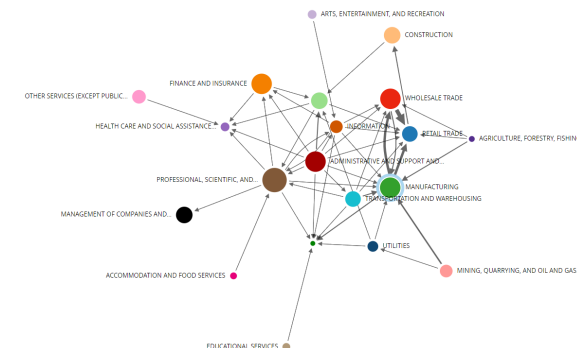 ARTS, ENTERTAINMENT, AND RECREATION
CONSTRUCTION
FINANCE AND INSURANCE
OTHER SERVICES (EXCEPT PUBLIC...
WHOLESALE TRADE
HEALTH CARE AND SOCIAL ASSISTANCE...
INFORMATION
RETAIL TRADE
AGRICULTURE, FORESTRY, FISHIN
ADMINISTRATIVE AND SUPPORT AND...
PROFESSIONAL, SCIENTIFIC, AND...
MANUFACTURING
TRANSPORTATION AND WAREHOUSING
MANAGEMENT OF COMPANIES AND...
UTILITIES
ACCOMMODATION AND FOOD SERVICES
MINING, QUARRYING, AND OIL AND GAS
EDUCATIONAL SERVICES